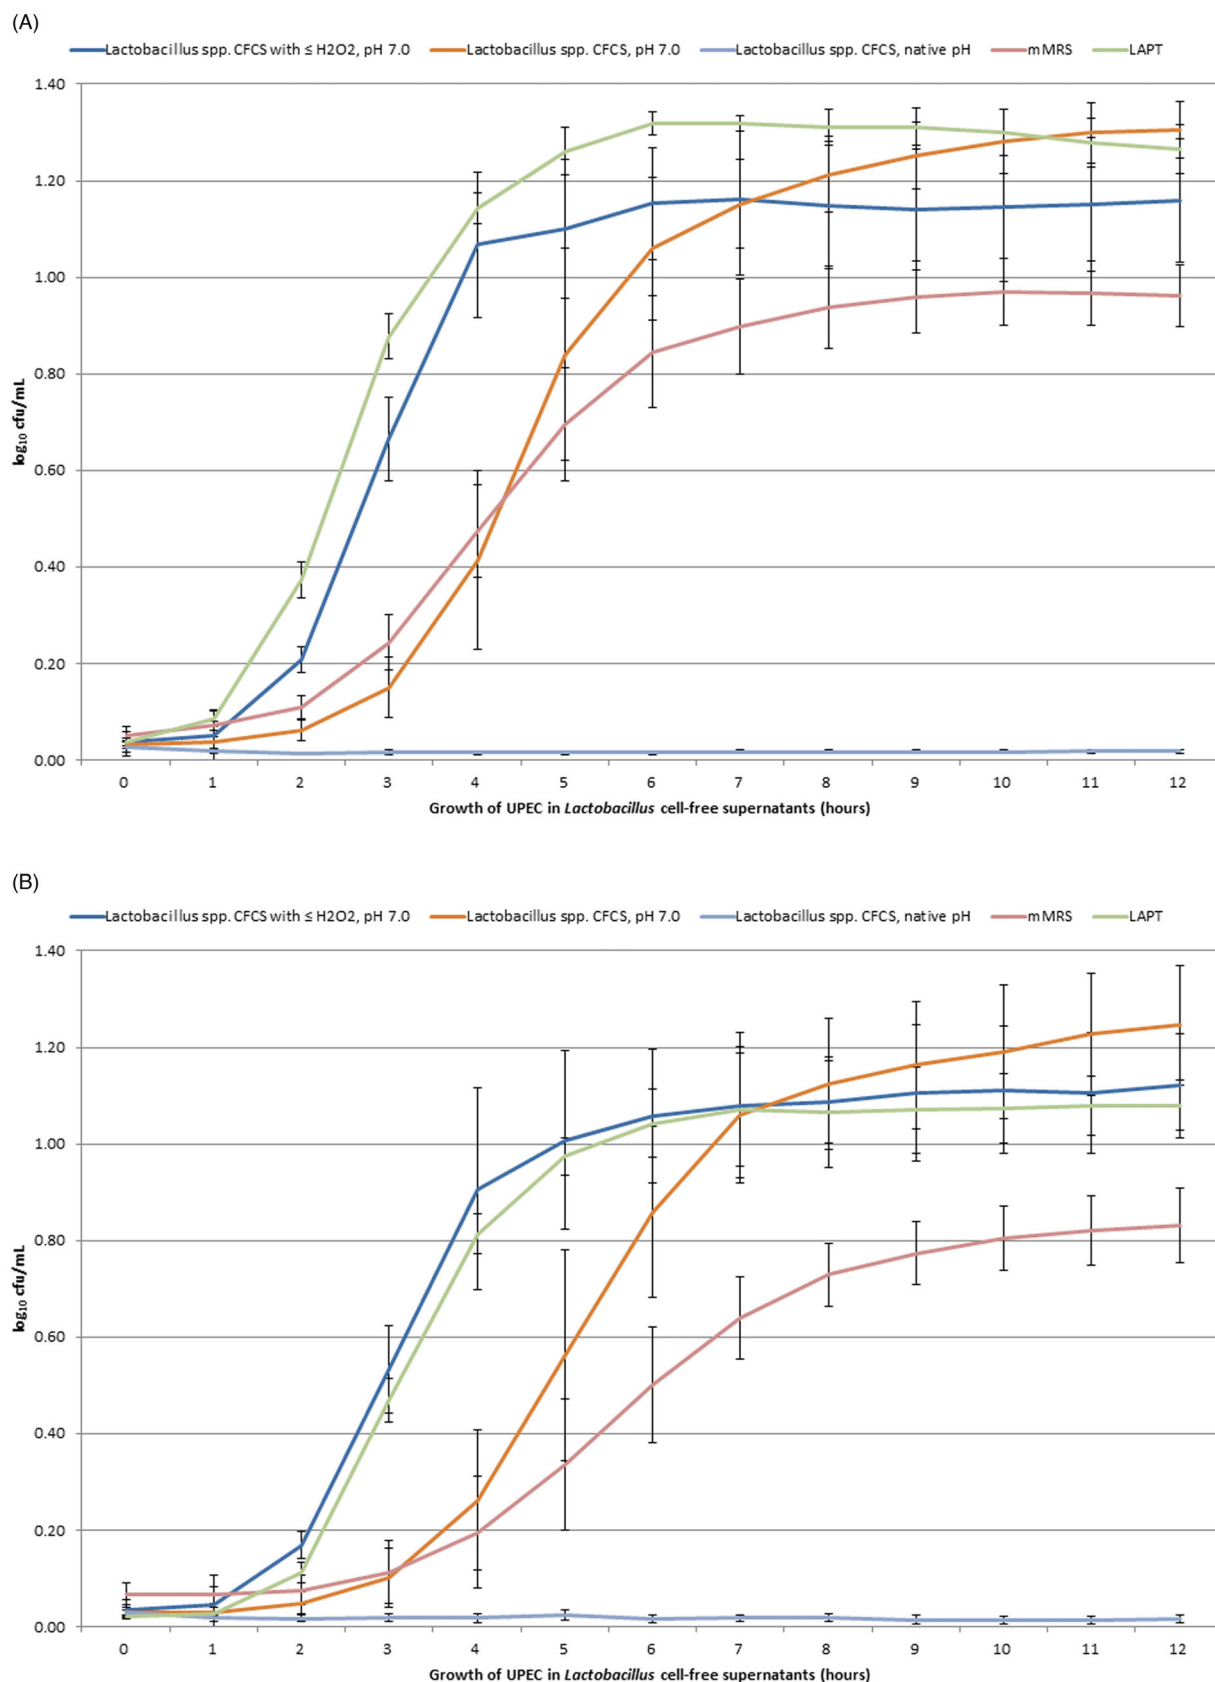 (A)
Lactobacillus spp. CFCS with ≤ H2O2, pH 7.0 Lactobacillus spp. CFCS, pH 7.0 Lactobacillus spp. CFCS, native pH mMRS LAPT
1.40
1.20
1.00
0.80
0.60
0.40
0.20
0.00
log10 cfu/mL
0 1 2 3 4 5 6 7 8 9 10 11 12
Growth of UPEC in Lactobacillus cell-free supernatants (hours)
(B)
Lactobacillus spp. CFCS with ≤ H2O2, pH 7.0 Lactobacillus spp. CFCS, pH 7.0 Lactobacillus spp. CFCS, native pH mMRS LAPT
1.40
1.20
1.00
0.80
0.60
0.40
0.20
0.00
log10 cfu/mL
0 1 2 3 4 5 6 7 8 9 10 11 12
Growth of UPEC in Lactobacillus cell-free supernatants (hours)